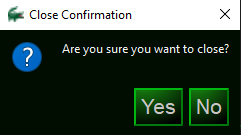 Close Confirmation
Are you sure you want to close?
Yes No